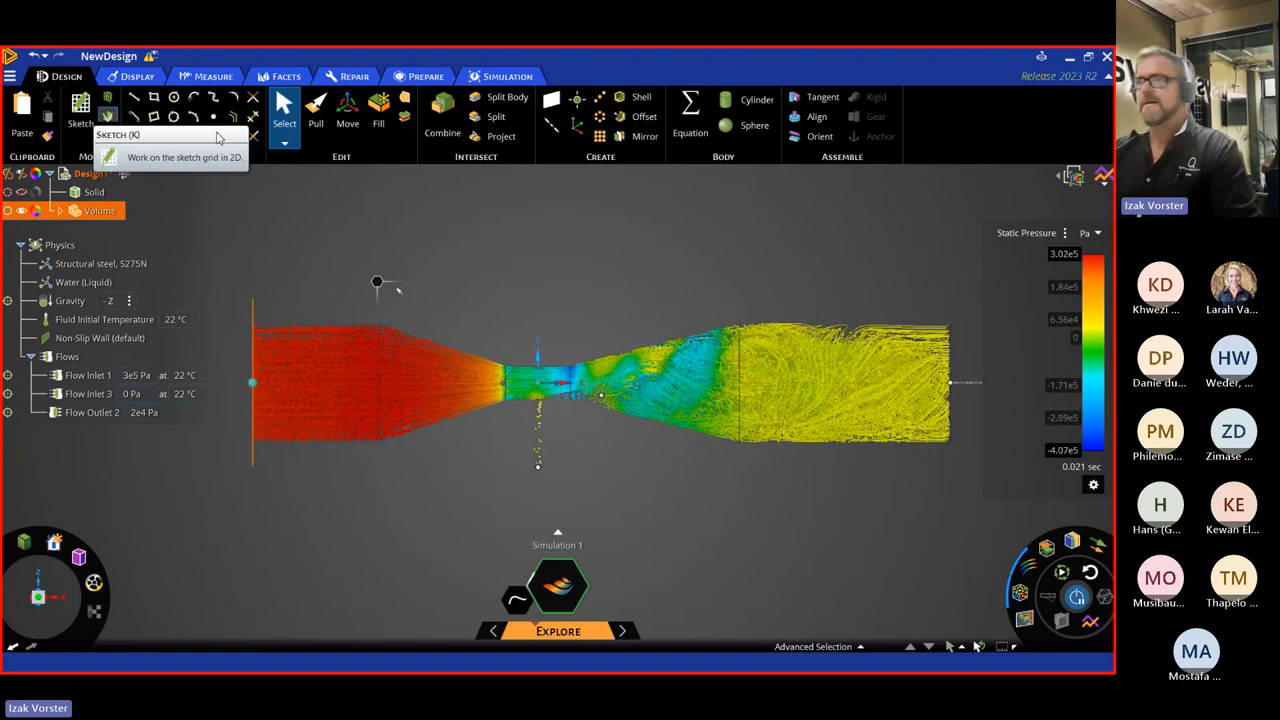 NewDesign
DESIGN DISPLAY MEASURE FACETS REPAIR PREPARE SIMULATION
Release 2023 R2
Paste
Sketch
Select
Pull
Move
Fill
Combine
Split Body
Split
Project
Shell
Offset
Mirror
Equation
Cylinder
Sphere
Tangent
Align
Orient
Rigid
Gear
Anchor
CLIPBOARD
EDIT INTERSECT CREATE BODY ASSEMBLE
SKETCH (K)
Work on the sketch grid in 2D.
Solid
Volume
Physics
Structural steel, S275N
Water (Liquid)
Gravity - Z
Fluid Initial Temperature 22 °C
Non-Slip Wall (default)
Flows
Flow Inlet 1 3e5 Pa at 22 °C
Flow Inlet 3 0 Pa at 22 °C
Flow Outlet 2 2e4 Pa
Static Pressure Pa
3.02e5
1.84e5
6.56e4
0
-1.71e5
-2.89e5
-4.07e5
0.021 sec
Z
X
Simulation 1
EXPLORE
Z
X
Advanced Selection
Izak Vorster
KD
Khwezi ...
Larah Va...
DP
Danie du...
HW
Weder, ...
PM
Philemo...
ZD
Zimase ...
H
Hans (G...
KE
Kewan El...
MO
Musibau...
TM
Thapelo ...
MA
Mostafa ...
Izak Vorster